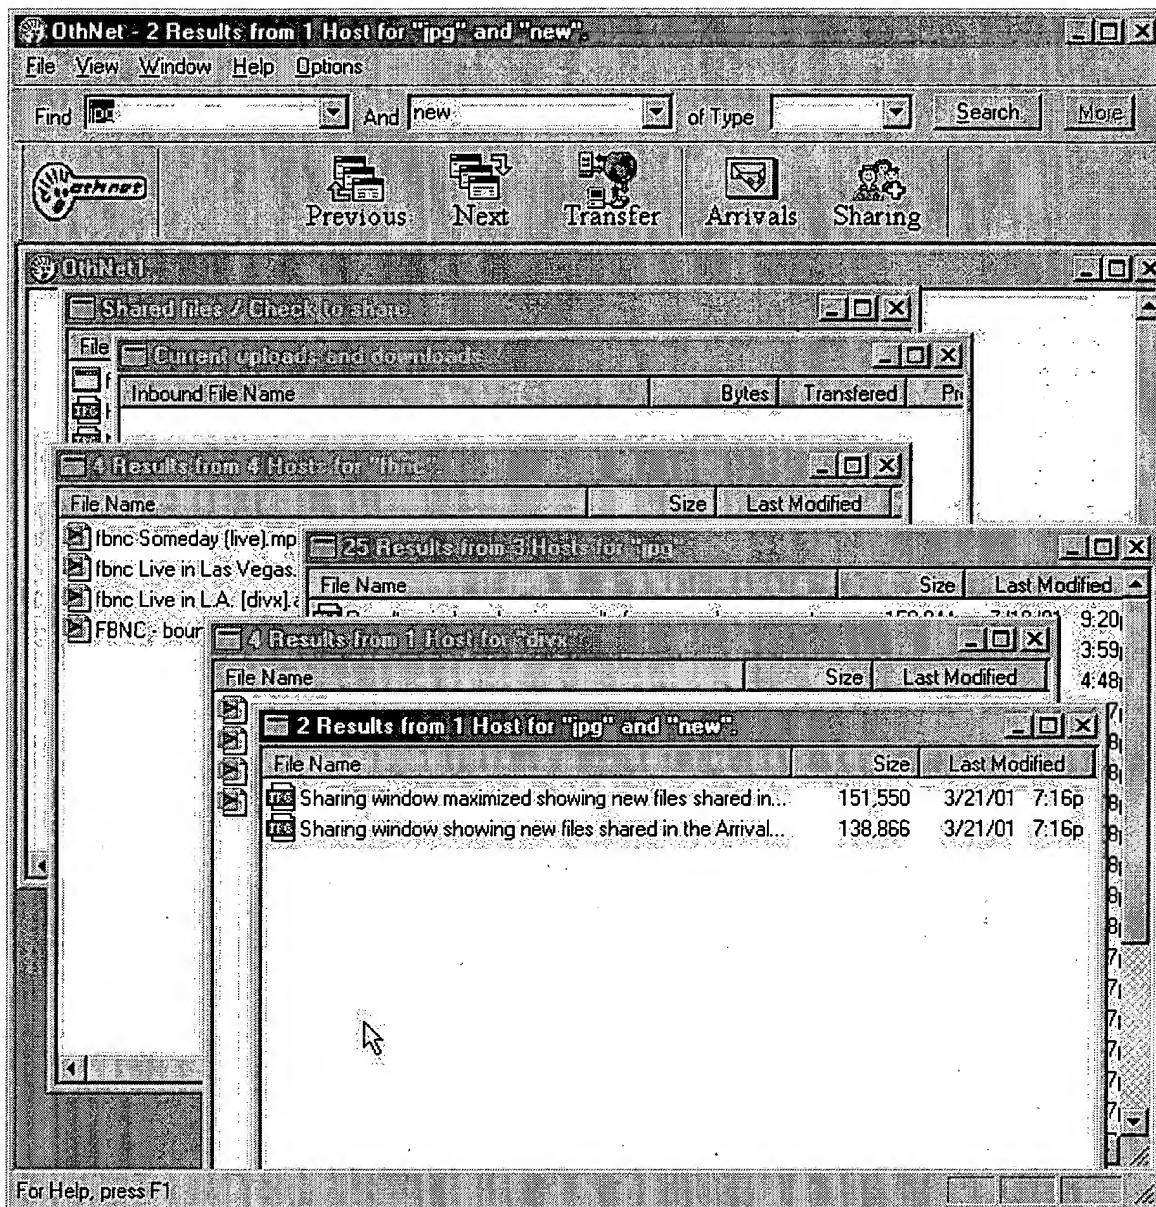 OthNet - 2 Results from 1 Host for "jpg" and "new".
File View Window Help Options
Find jpg And new of Type Search More
othnet Previous Next Transfer Arrivals Sharing
OthNet1
Shared files / Check to share
File
Current uploads and downloads
Inbound File Name Bytes Transfered
4 Results from 4 Hosts for "fbnc".
File Name Size Last Modified
fbnc Someday (live).mp
fbnc Live in Las Vegas.
fbnc Live in L.A. [divx].
FBNC - bour
25 Results from 3 Hosts for "jpg"
File Name Size Last Modified
9:20
3:59
4:48
4 Results from 1 Host for "divx".
File Name Size Last Modified
2 Results from 1 Host for "jpg" and "new".
File Name Size Last Modified
Sharing window maximized showing new files shared in... 151,550 3/21/01 7:16p
Sharing window showing new files shared in the Arrival... 138,866 3/21/01 7:16p
For Help, press F1